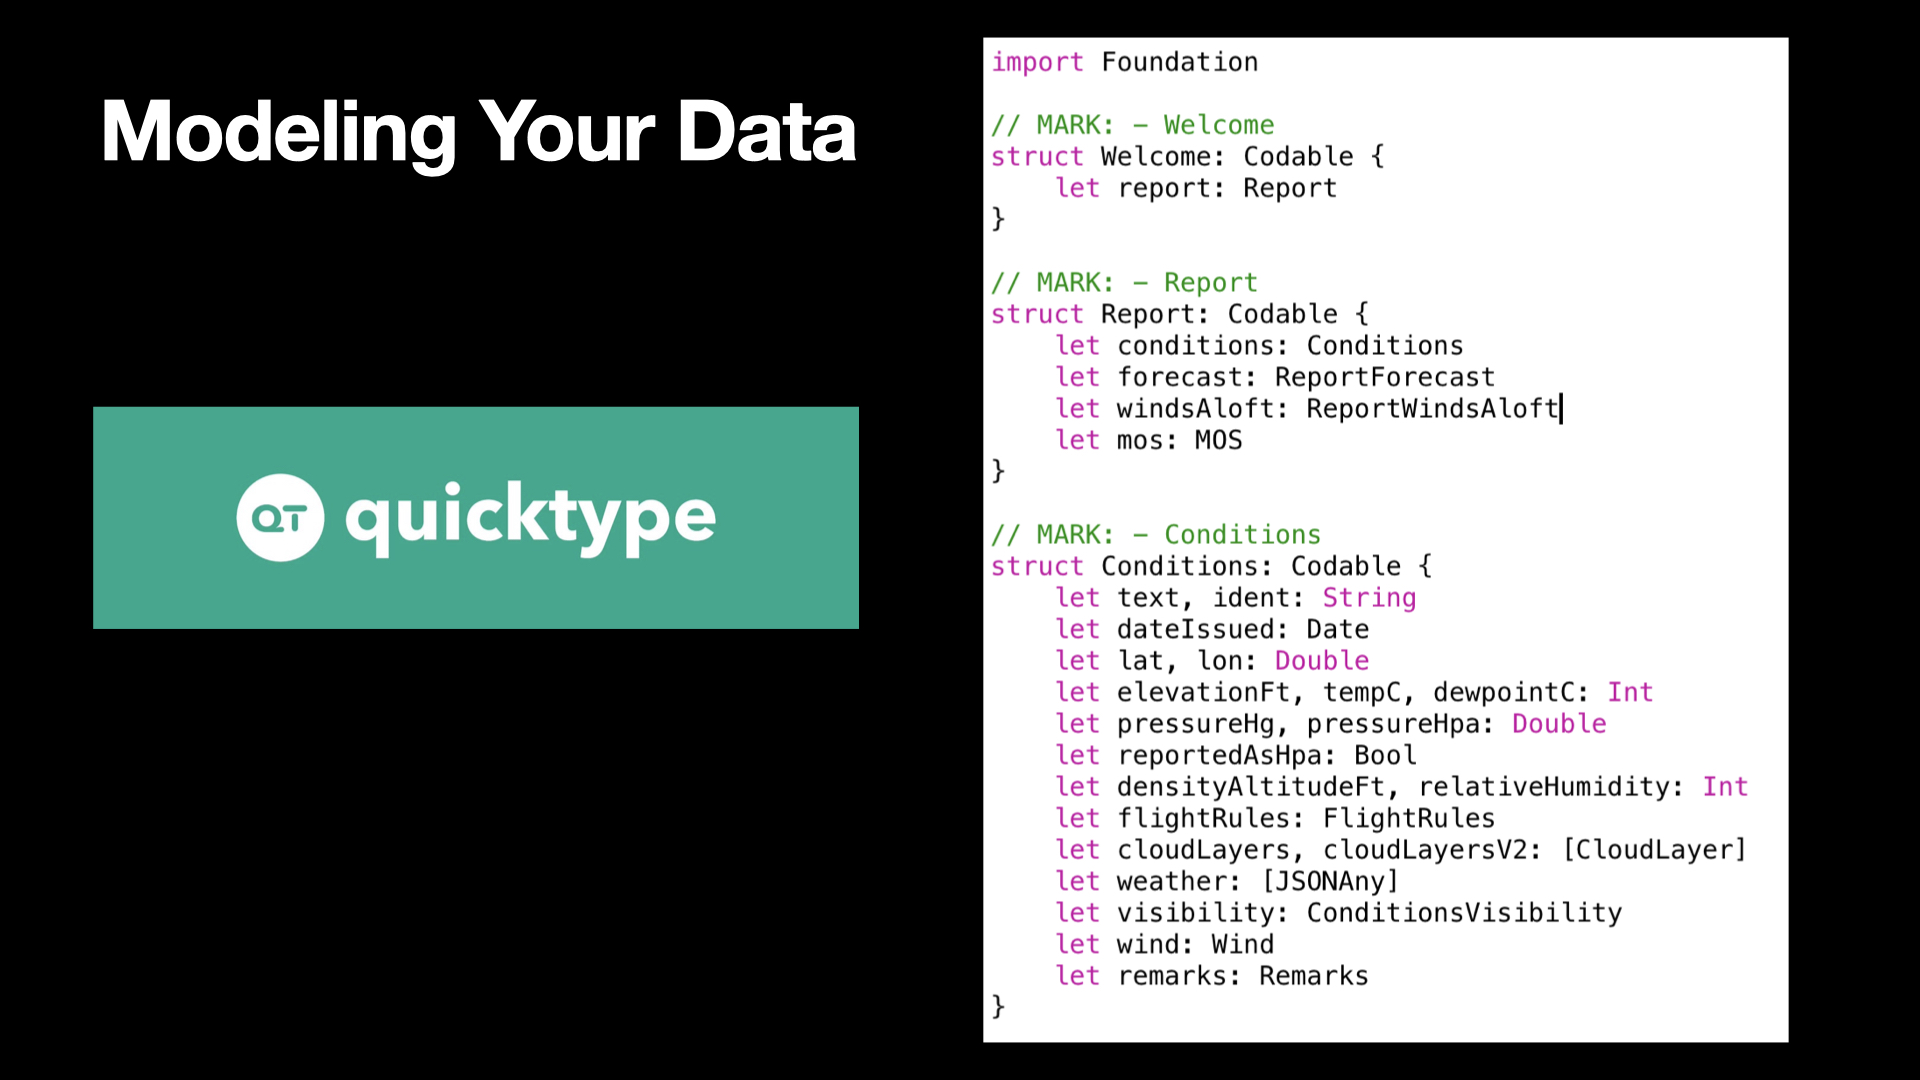 Modeling Your Data
QT quicktype
import Foundation
// MARK: - Welcome
struct Welcome: Codable {
    let report: Report
}
// MARK: - Report
struct Report: Codable {
    let conditions: Conditions
    let forecast: ReportForecast
    let windsAloft: ReportWindsAloft
    let mos: MOS
}
// MARK: - Conditions
struct Conditions: Codable {
    let text, ident: String
    let dateIssued: Date
    let lat, lon: Double
    let elevationFt, tempC, dewpointC: Int
    let pressureHg, pressureHpa: Double
    let reportedAsHpa: Bool
    let densityAltitudeFt, relativeHumidity: Int
    let flightRules: FlightRules
    let cloudLayers, cloudLayersV2: [CloudLayer]
    let weather: [JSONAny]
    let visibility: ConditionsVisibility
    let wind: Wind
    let remarks: Remarks
}